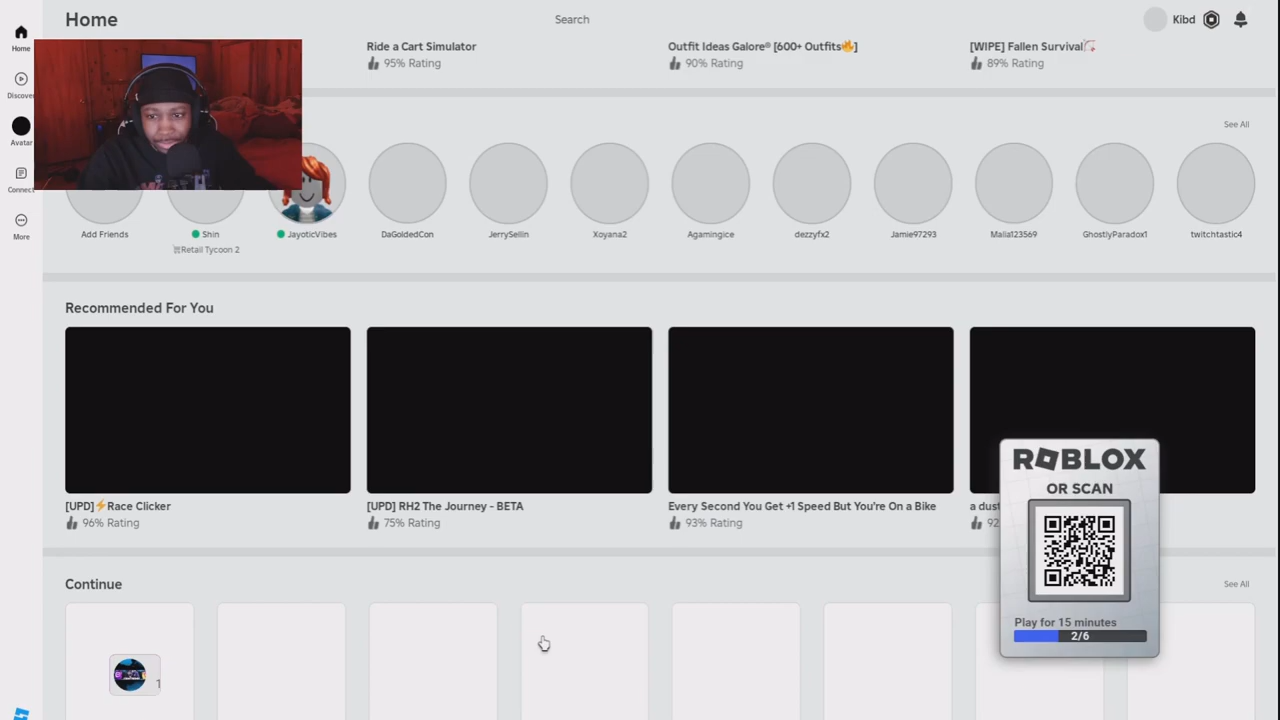 Home
Search
Kibd
Home
Discover
Avatar
Connect
More
Ride a Cart Simulator
95% Rating
Outfit Ideas Galore® [600+ Outfits🔥]
90% Rating
[WIPE] Fallen Survival
89% Rating
See All
Add Friends
Shin
Retail Tycoon 2
JayoticVibes
DaGoldedCon
JerrySellin
Xoyana2
Agamingice
dezzyfx2
Jamie97293
Malia123569
GhostlyParadox1
twitchtastic4
Recommended For You
[UPD]⚡Race Clicker
96% Rating
[UPD] RH2 The Journey - BETA
75% Rating
Every Second You Get +1 Speed But You're On a Bike
93% Rating
a dust
92
ROBLOX
OR SCAN
Play for 15 minutes
2/6
Continue
See All
1